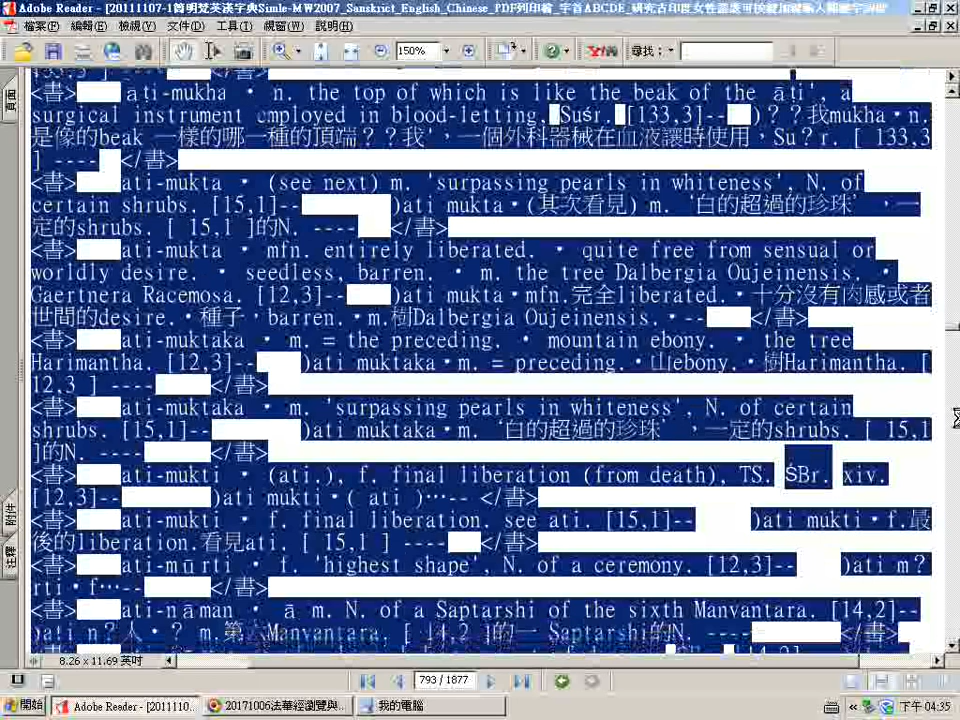 Adobe Reader - [20111107-1簡明梵英漢字典Simle-MW2007_Sanskrict_English_Chinese_PDF列印檔_字首ABCDE_研究古印度女性
檔案(F) 編輯(E) 檢視(V) 文件(D) 工具(T) 視窗(W) 說明(H)
150% 尋找:
頁面
<書> āṭi-mukha • n. the top of which is like the beak of the āṭi', a
surgical instrument employed in blood-letting, Suśr. [133,3]-- )??我mukha•n.
是像的beak 一樣的哪一種的頂端??我', 一個外科器械在血液讓時使用, Su?r. [ 133,3
] ---- </書>
<書> ati-mukta • (see next) m. 'surpassing pearls in whiteness', N. of
certain shrubs. [15,1]-- )ati mukta•(其次看見) m. '白的超過的珍珠' ,一
定的shrubs. [ 15,1 ]的N. ---- </書>
<書> ati-mukta • mfn. entirely liberated. • quite free from sensual or
worldly desire. • seedless, barren. • m. the tree Dalbergia Oujeinensis. •
Gaertnera Racemosa. [12,3]-- )ati mukta•mfn.完全liberated.•十分沒有肉感或者
世間的desire.•種子,barren.•m.樹Dalbergia Oujeinensis.•-- </書>
<書> ati-muktaka • m. = the preceding. • mountain ebony. • the tree
Harimantha. [12,3]-- )ati muktaka•m. = preceding.•山ebony.•樹Harimantha. [
12,3 ] ---- </書>
<書> ati-muktaka • m. 'surpassing pearls in whiteness', N. of certain
shrubs. [15,1]-- )ati muktaka•m. '白的超過的珍珠' ,一定的shrubs. [ 15,1
]的N. ---- </書>
<書> ati-mukti • (ati.), f. final liberation (from death), TS. ŚBr. xiv.
[12,3]-- )ati mukti•( ati )…-- </書>
<書> ati-mukti • f. final liberation. see ati. [15,1]-- )ati mukti•f.最
後的liberation.看見ati. [ 15,1 ] ---- </書>
<書> ati-mūrti • f. 'highest shape', N. of a ceremony. [12,3]-- )ati m?
rti•f…-- </書>
<書> ati-nāman • ā m. N. of a Saptarshi of the sixth Manvantara. [14,2]--
)ati n?人•? m.第六Manvantara. [ 14,2 ]的一 Saptarshi的N. ---- </書>
附件
註釋
8.26 x 11.69 英吋
793 / 1877
開始 Adobe Reader - [2011110... 20171006法華經瀏覽與... 我的電腦 下午 04:35